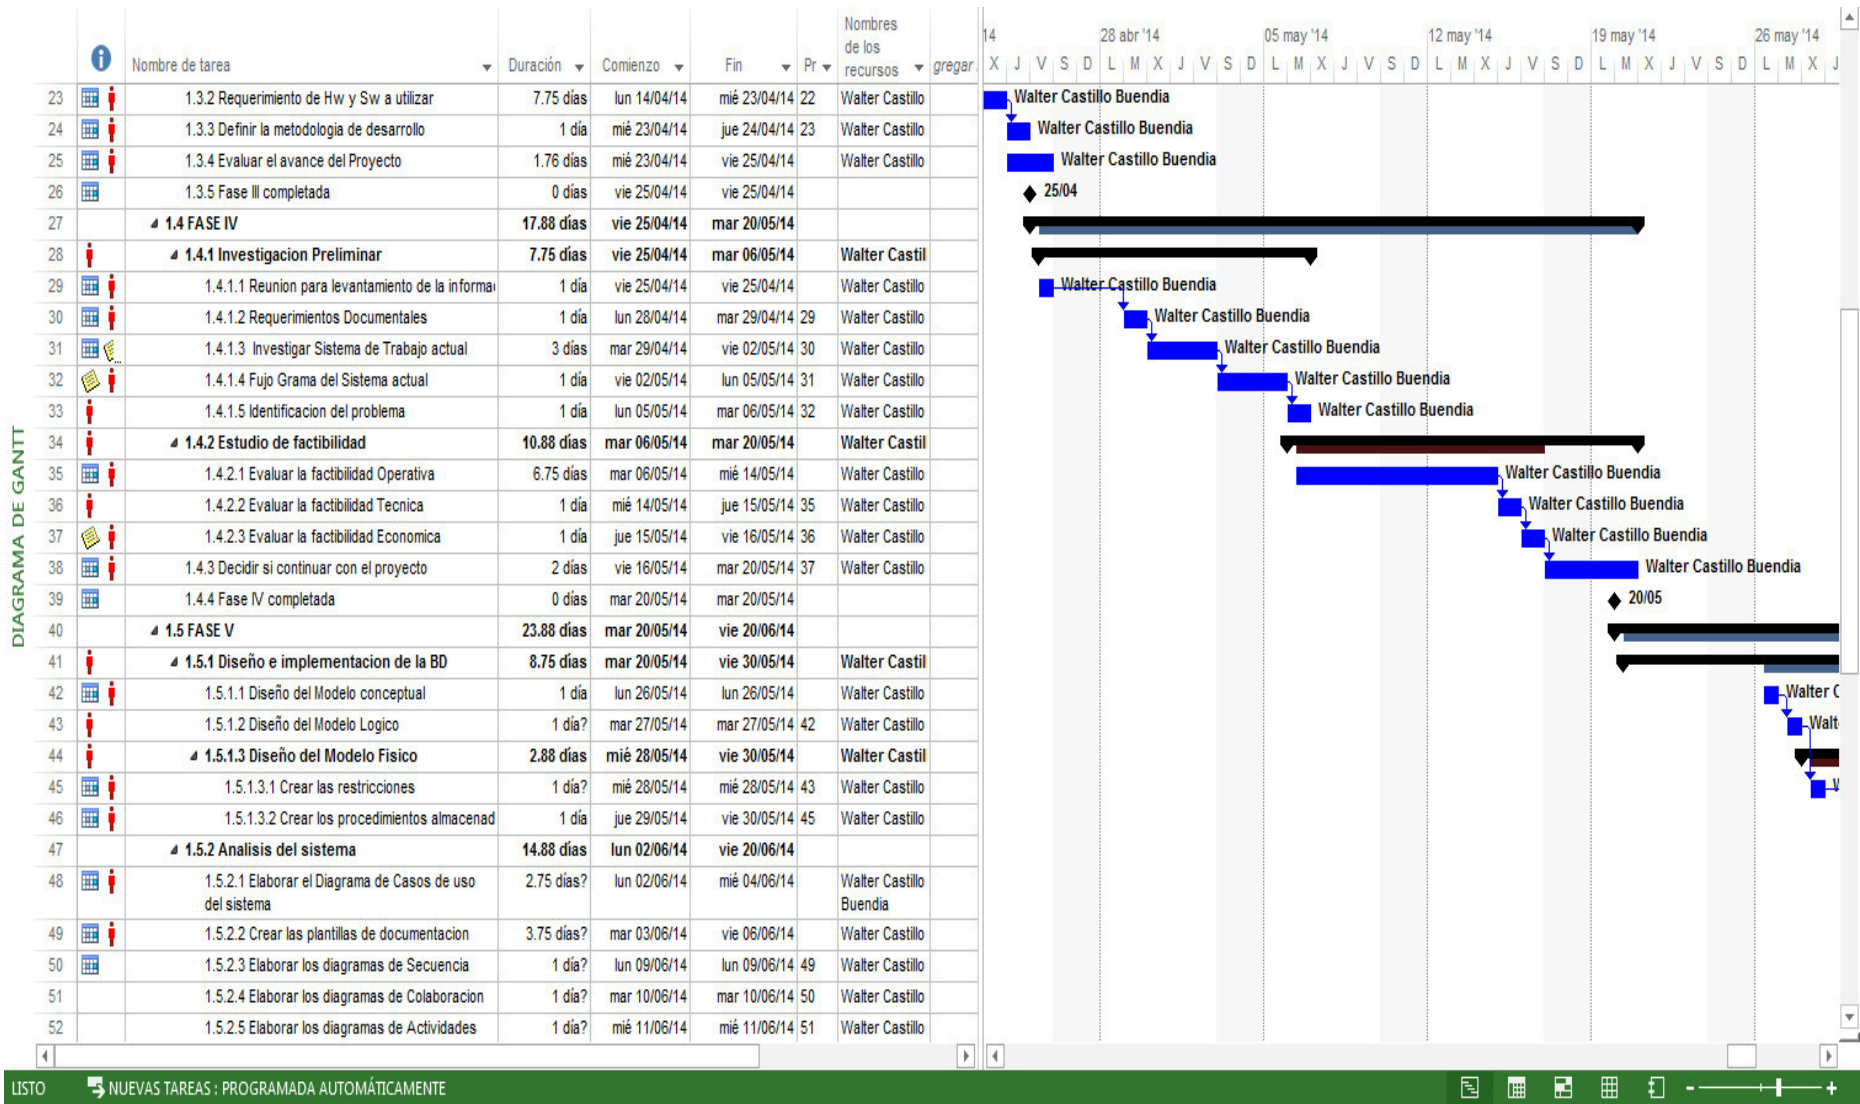 Nombre de tarea Duración Comienzo Fin Pr Nombres de los recursos gregar
14 28 abr '14 05 may '14 12 may '14 19 may '14 26 may '14
X J V S D L M X J V S D L M X J V S D L M X J V S D L M X J V S D L M X J
23 1.3.2 Requerimiento de Hw y Sw a utilizar 7.75 días lun 14/04/14 mié 23/04/14 22 Walter Castillo Walter Castillo Buendia
24 1.3.3 Definir la metodologia de desarrollo 1 día mié 23/04/14 jue 24/04/14 23 Walter Castillo Walter Castillo Buendia
25 1.3.4 Evaluar el avance del Proyecto 1.76 días mié 23/04/14 vie 25/04/14 Walter Castillo Walter Castillo Buendia
26 1.3.5 Fase III completada 0 días vie 25/04/14 vie 25/04/14 25/04
27 1.4 FASE IV 17.88 días vie 25/04/14 mar 20/05/14
28 1.4.1 Investigacion Preliminar 7.75 días vie 25/04/14 mar 06/05/14 Walter Castil
29 1.4.1.1 Reunion para levantamiento de la informa 1 día vie 25/04/14 vie 25/04/14 Walter Castillo Walter Castillo Buendia
30 1.4.1.2 Requerimientos Documentales 1 día lun 28/04/14 mar 29/04/14 29 Walter Castillo Walter Castillo Buendia
31 1.4.1.3 Investigar Sistema de Trabajo actual 3 días mar 29/04/14 vie 02/05/14 30 Walter Castillo Walter Castillo Buendia
32 1.4.1.4 Fujo Grama del Sistema actual 1 día vie 02/05/14 lun 05/05/14 31 Walter Castillo Walter Castillo Buendia
33 1.4.1.5 Identificacion del problema 1 día lun 05/05/14 mar 06/05/14 32 Walter Castillo Walter Castillo Buendia
34 1.4.2 Estudio de factibilidad 10.88 días mar 06/05/14 mar 20/05/14 Walter Castil
35 1.4.2.1 Evaluar la factibilidad Operativa 6.75 días mar 06/05/14 mié 14/05/14 Walter Castillo Walter Castillo Buendia
36 1.4.2.2 Evaluar la factibilidad Tecnica 1 día mié 14/05/14 jue 15/05/14 35 Walter Castillo Walter Castillo Buendia
37 1.4.2.3 Evaluar la factibilidad Economica 1 día jue 15/05/14 vie 16/05/14 36 Walter Castillo Walter Castillo Buendia
38 1.4.3 Decidir si continuar con el proyecto 2 días vie 16/05/14 mar 20/05/14 37 Walter Castillo Walter Castillo Buendia
39 1.4.4 Fase IV completada 0 días mar 20/05/14 mar 20/05/14 20/05
40 1.5 FASE V 23.88 días mar 20/05/14 vie 20/06/14
41 1.5.1 Diseño e implementacion de la BD 8.75 días mar 20/05/14 vie 30/05/14 Walter Castil
42 1.5.1.1 Diseño del Modelo conceptual 1 día lun 26/05/14 lun 26/05/14 Walter Castillo Walter C
43 1.5.1.2 Diseño del Modelo Logico 1 día? mar 27/05/14 mar 27/05/14 42 Walter Castillo Walt
44 1.5.1.3 Diseño del Modelo Fisico 2.88 días mié 28/05/14 vie 30/05/14 Walter Castil
45 1.5.1.3.1 Crear las restricciones 1 día? mié 28/05/14 mié 28/05/14 43 Walter Castillo
46 1.5.1.3.2 Crear los procedimientos almacenad 1 día jue 29/05/14 vie 30/05/14 45 Walter Castillo
47 1.5.2 Analisis del sistema 14.88 días lun 02/06/14 vie 20/06/14
48 1.5.2.1 Elaborar el Diagrama de Casos de uso 2.75 días? lun 02/06/14 mié 04/06/14 Walter Castillo
del sistema Buendia
49 1.5.2.2 Crear las plantillas de documentacion 3.75 días? mar 03/06/14 vie 06/06/14 Walter Castillo
50 1.5.2.3 Elaborar los diagramas de Secuencia 1 día? lun 09/06/14 lun 09/06/14 49 Walter Castillo
51 1.5.2.4 Elaborar los diagramas de Colaboracion 1 día? mar 10/06/14 mar 10/06/14 50 Walter Castillo
52 1.5.2.5 Elaborar los diagramas de Actividades 1 día? mié 11/06/14 mié 11/06/14 51 Walter Castillo
DIAGRAMA DE GANTT
LISTO NUEVAS TAREAS : PROGRAMADA AUTOMÁTICAMENTE